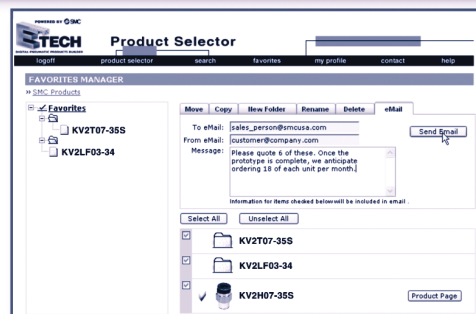 POWERED BY SMC
ETECH
DIGITAL PNEUMATIC PRODUCTS BUILDER
Product Selector
logoff product selector search favorites my profile contact help
FAVORITES MANAGER
» SMC Products
Favorites
KV2T07-35S
KV2LF03-34
Move Copy New Folder Rename Delete eMail
To eMail: sales_person@smcusa.com
Send Email
From eMail: customer@company.com
Message: Please quote 6 of these. Once the
prototype is complete, we anticipate
ordering 18 of each unit per month.
Information for items checked below will be included in email .
Select All Unselect All
KV2T07-35S
KV2LF03-34
KV2H07-35S Product Page